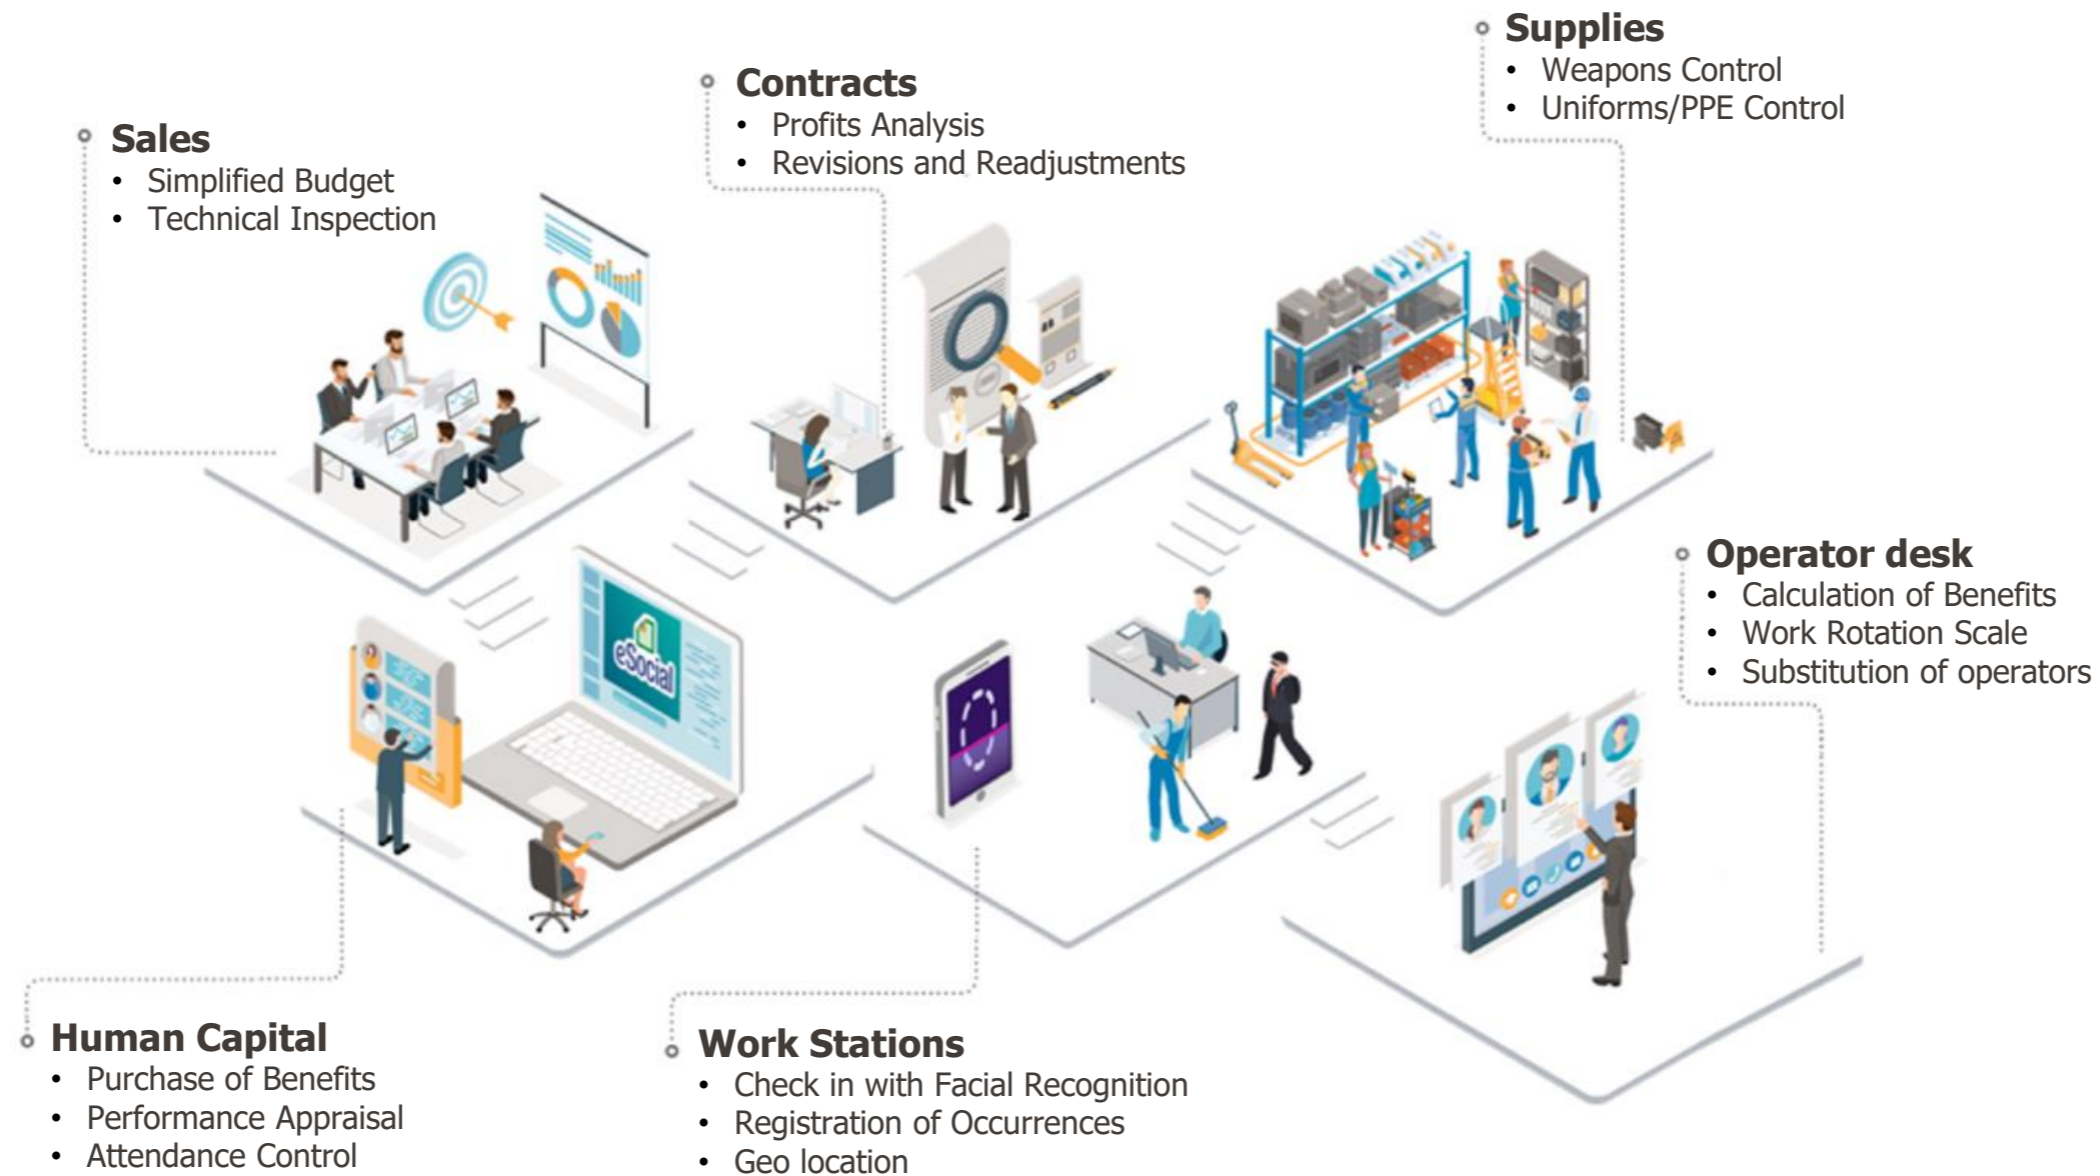 Sales
• Simplified Budget
• Technical Inspection
Contracts
• Profits Analysis
• Revisions and Readjustments
Supplies
• Weapons Control
• Uniforms/PPE Control
eSocial
Operator desk
• Calculation of Benefits
• Work Rotation Scale
• Substitution of operators
Human Capital
• Purchase of Benefits
• Performance Appraisal
• Attendance Control
Work Stations
• Check in with Facial Recognition
• Registration of Occurrences
• Geo location